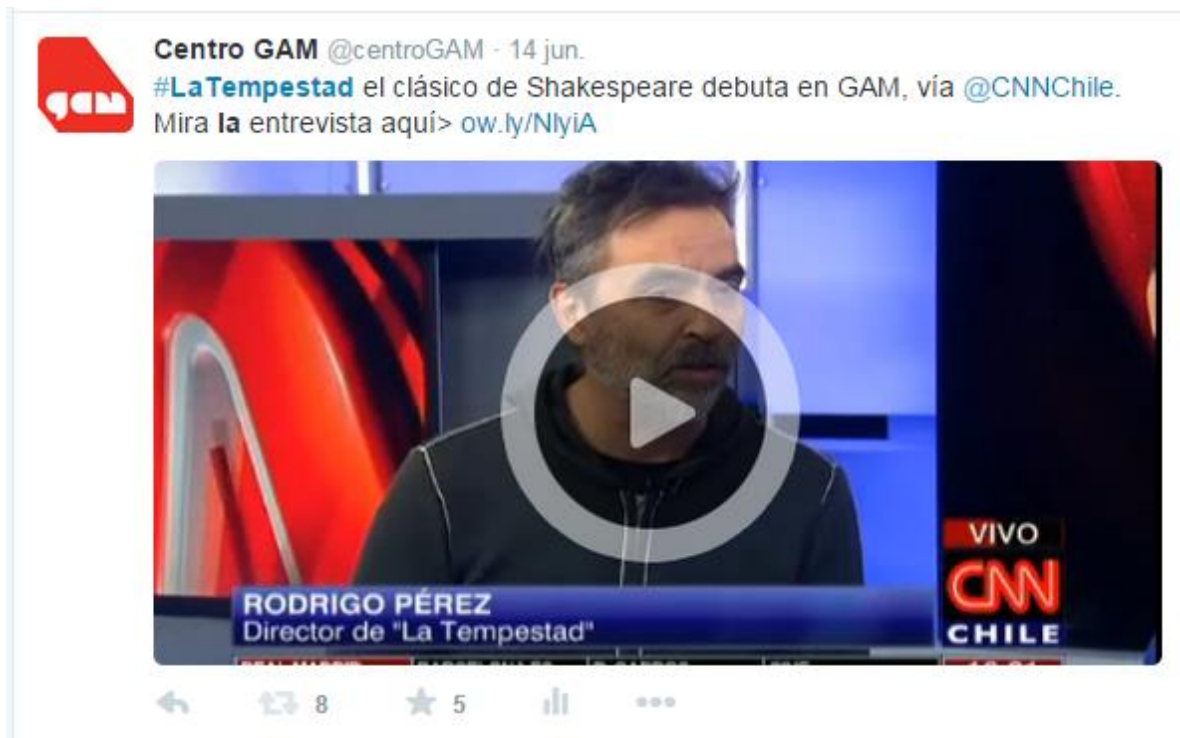 Centro GAM @centroGAM · 14 jun.
#LaTempestad el clásico de Shakespeare debuta en GAM, vía @CNNChile.
Mira la entrevista aquí> ow.ly/NlyiA
gam
VIVO
CNN
CHILE
RODRIGO PÉREZ
Director de "La Tempestad"
8 5